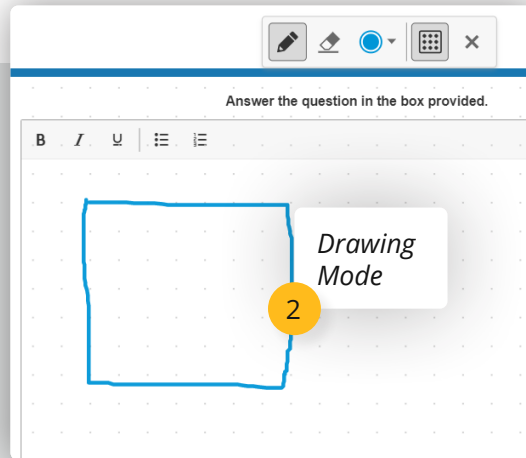 Answer the question in the box provided.
B I U
Drawing
Mode
2